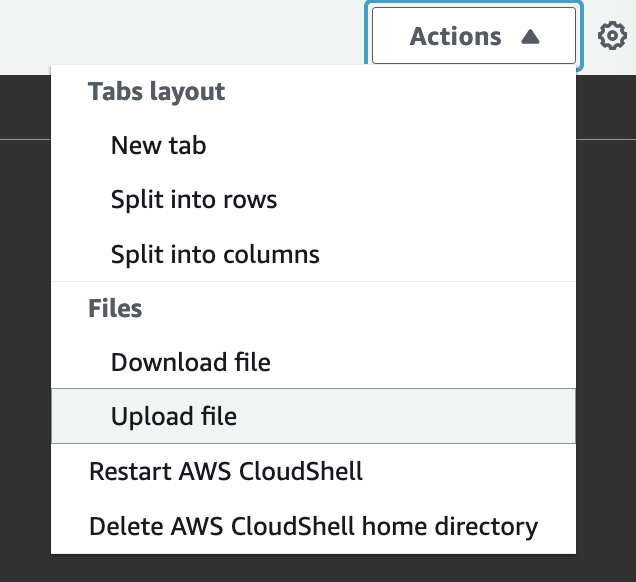 Actions
Tabs layout
New tab
Split into rows
Split into columns
Files
Download file
Upload file
Restart AWS CloudShell
Delete AWS CloudShell home directory